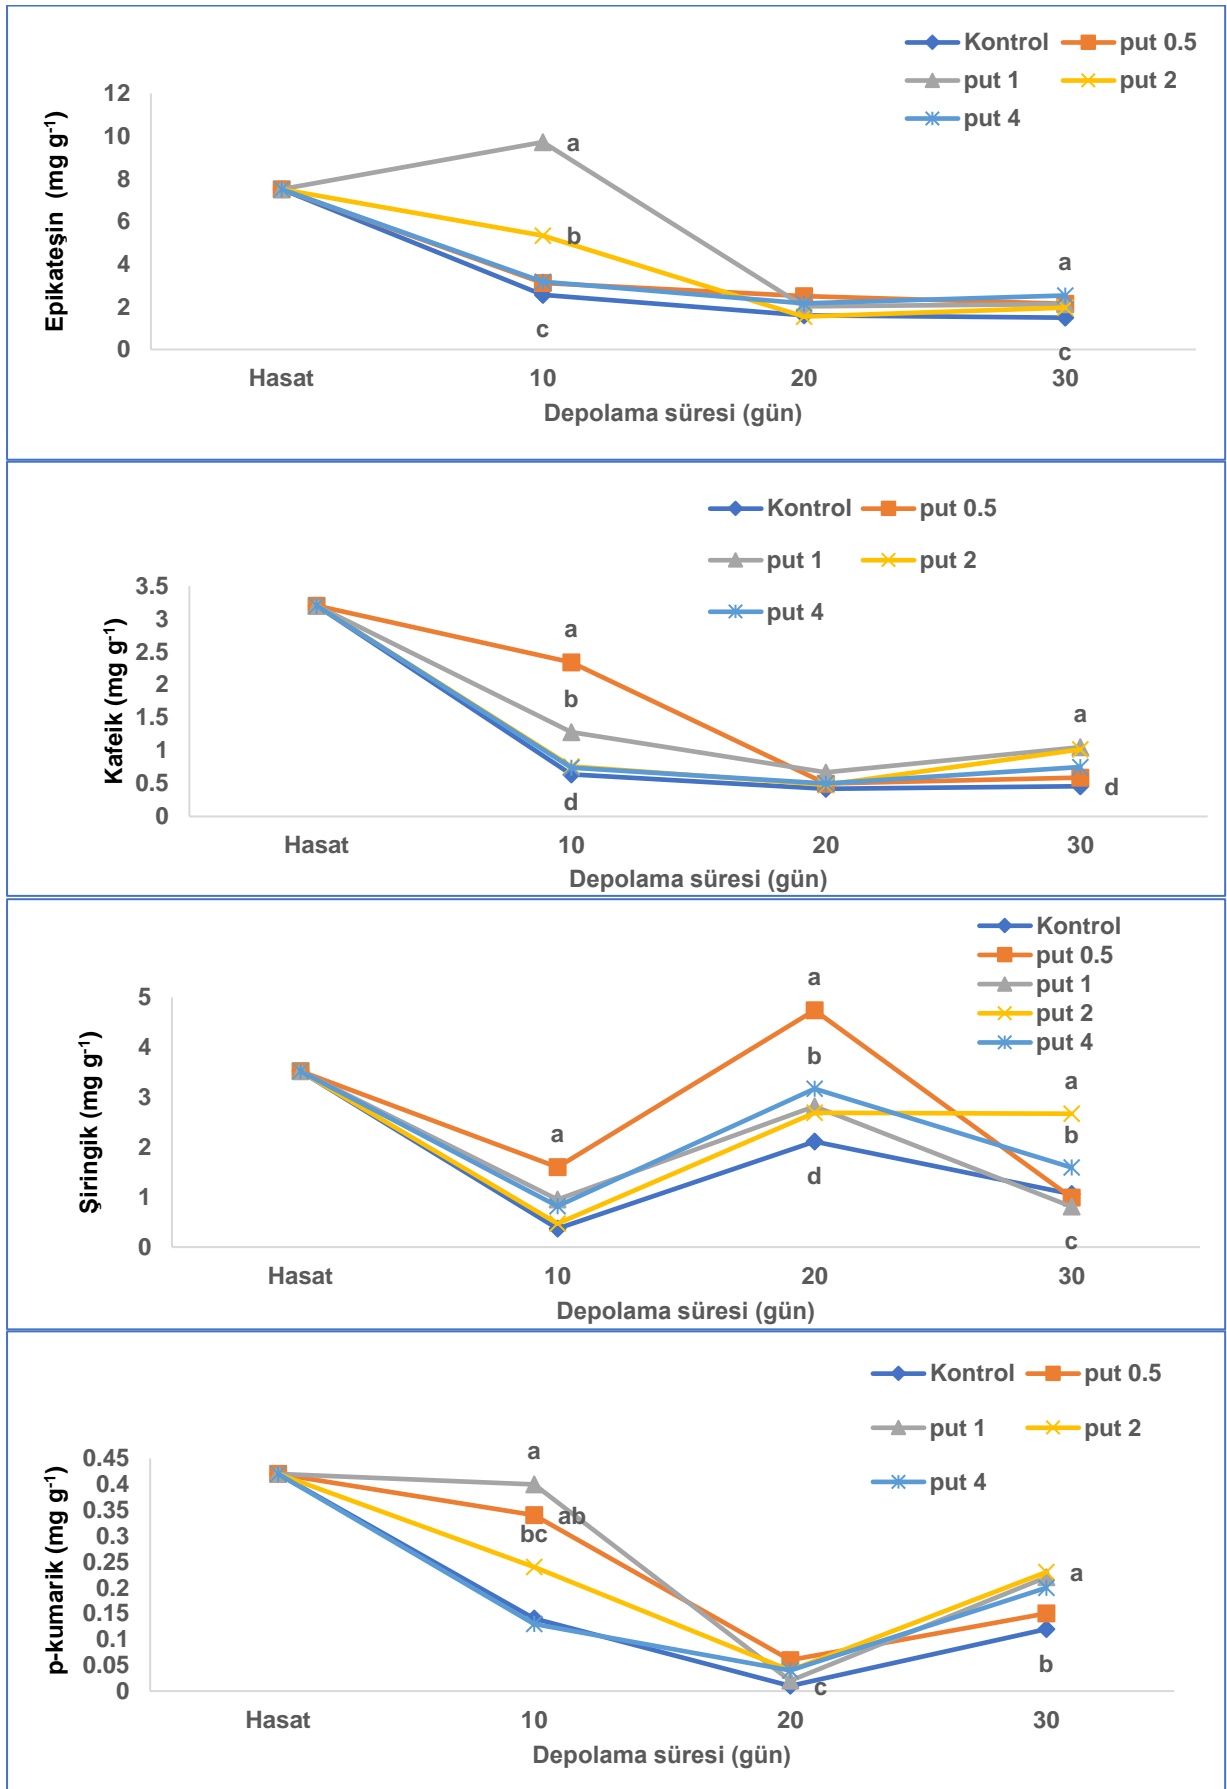 Kontrol put 0.5
put 1 put 2
put 4
12
10
8
6
4
2
0
Epikateşin (mg g-1)
a
b
c
a
c
Hasat 10 20 30
Depolama süresi (gün)
Kontrol put 0.5
put 1 put 2
put 4
3.5
3
2.5
2
1.5
1
0.5
0
Kafeik (mg g-1)
a
b
d
a
d
Hasat 10 20 30
Depolama süresi (gün)
Kontrol
put 0.5
put 1
put 2
put 4
5
4
3
2
1
0
Şiringik (mg g-1)
a
a
b
d
a
b
c
Hasat 10 20 30
Depolama süresi (gün)
Kontrol put 0.5
put 1 put 2
put 4
0.45
0.4
0.35
0.3
0.25
0.2
0.15
0.1
0.05
0
p-kumarik (mg g-1)
a
ab
bc
c
a
b
Hasat 10 20 30
Depolama süresi (gün)